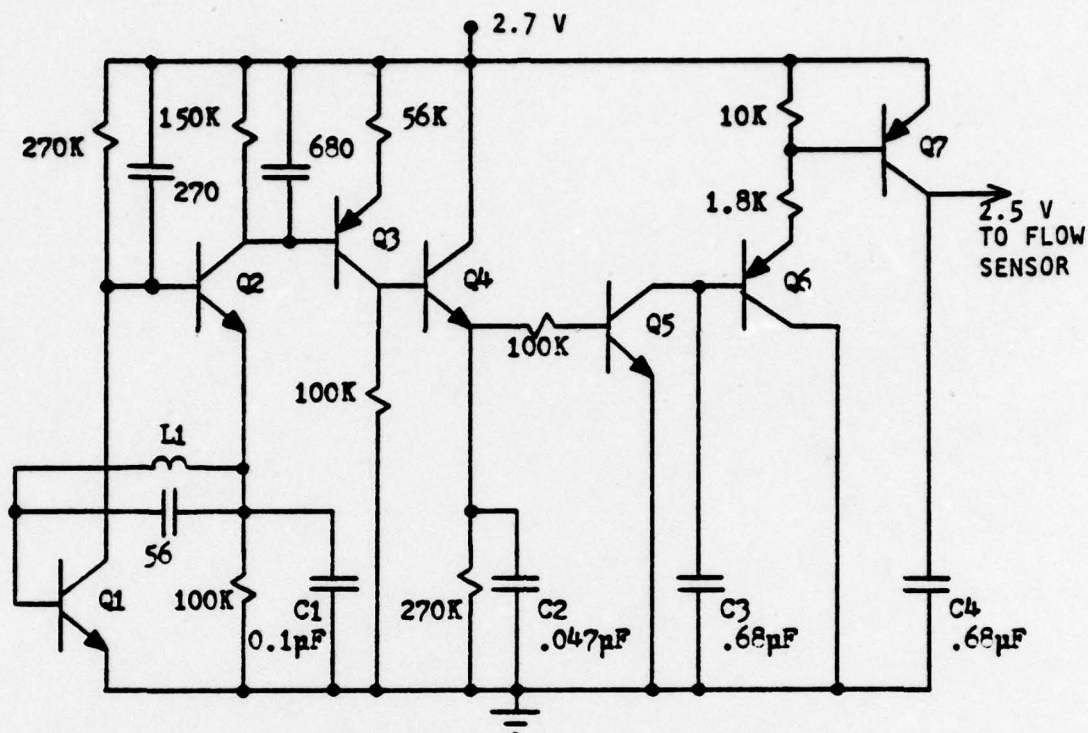 2.7 V
270K
270
150K
680
56K
10K
1.8K
Q7
2.5 V
TO FLOW
SENSOR
Q2
Q3
Q4
Q5
Q6
100K
100K
L1
56
Q1
100K
C1
0.1µF
270K
C2
.047µF
C3
.68µF
C4
.68µF